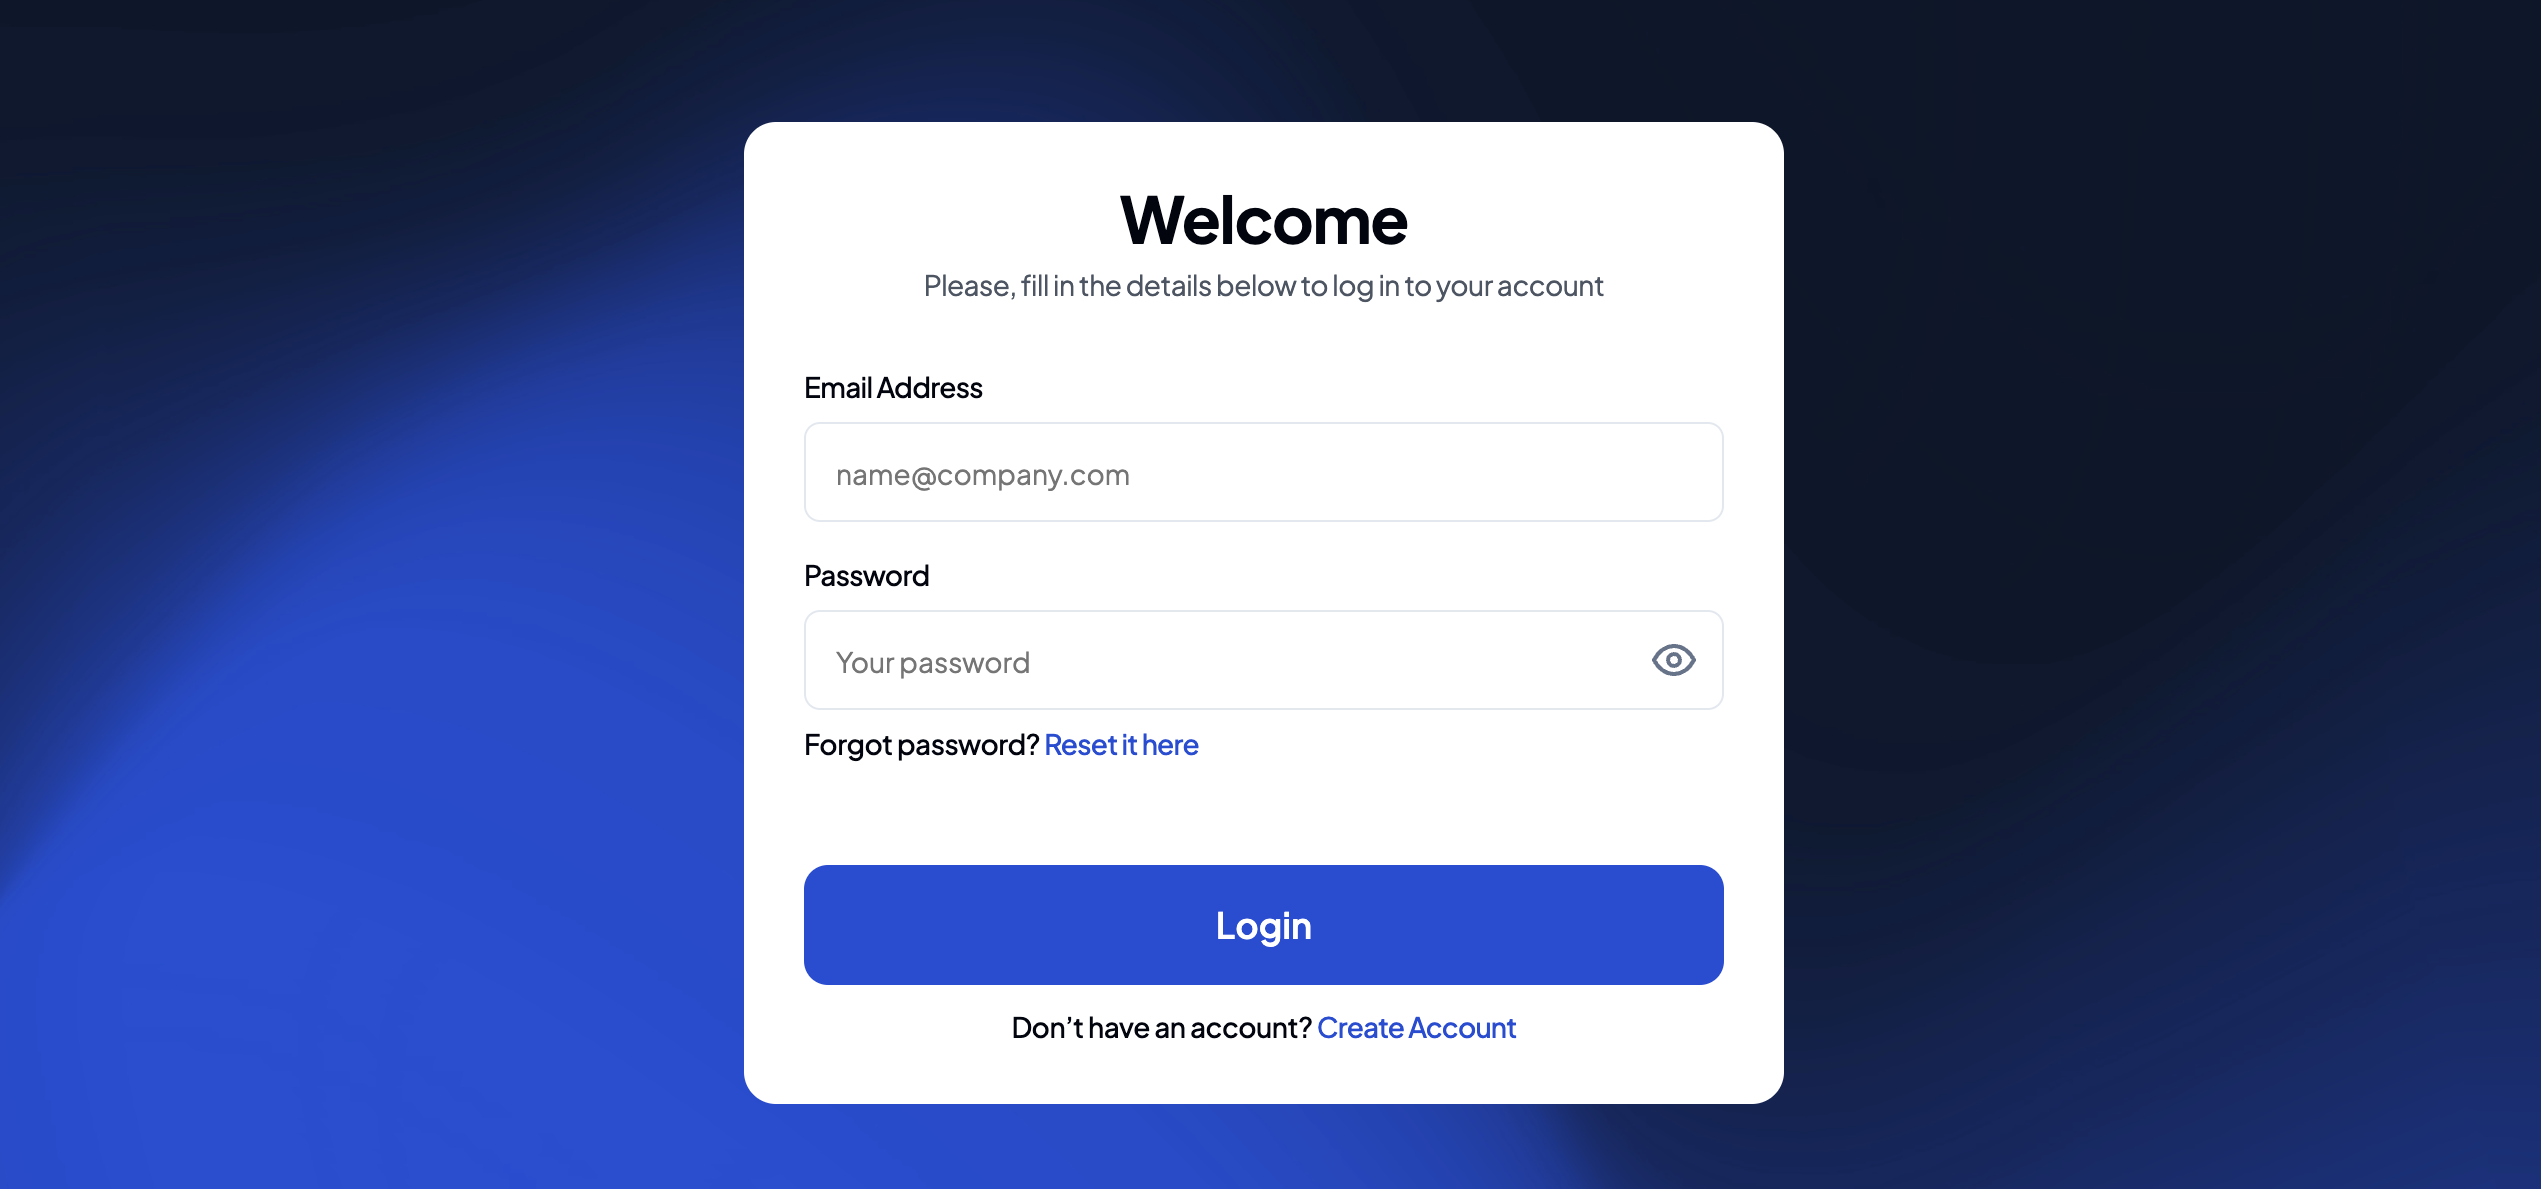 Welcome
Please, fill in the details below to log in to your account
Email Address
name@company.com
Password
Your password
Forgot password? Reset it here
Login
Don’t have an account? Create Account